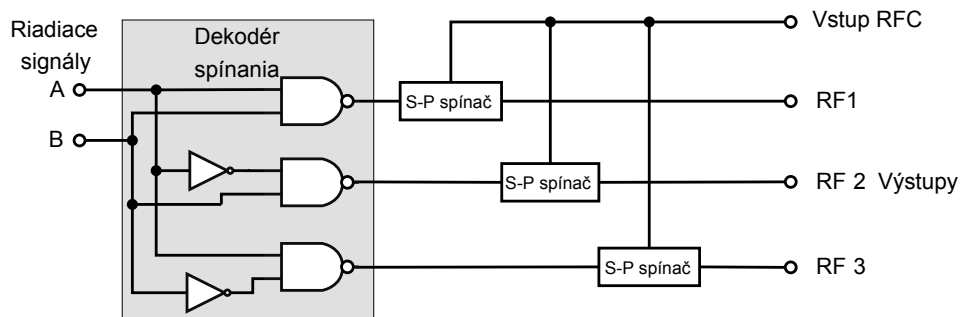 Riadiace
signály
A
B
Dekodér
spínania
S-P spínač
S-P spínač
S-P spínač
Vstup RFC
RF1
RF 2 Výstupy
RF 3